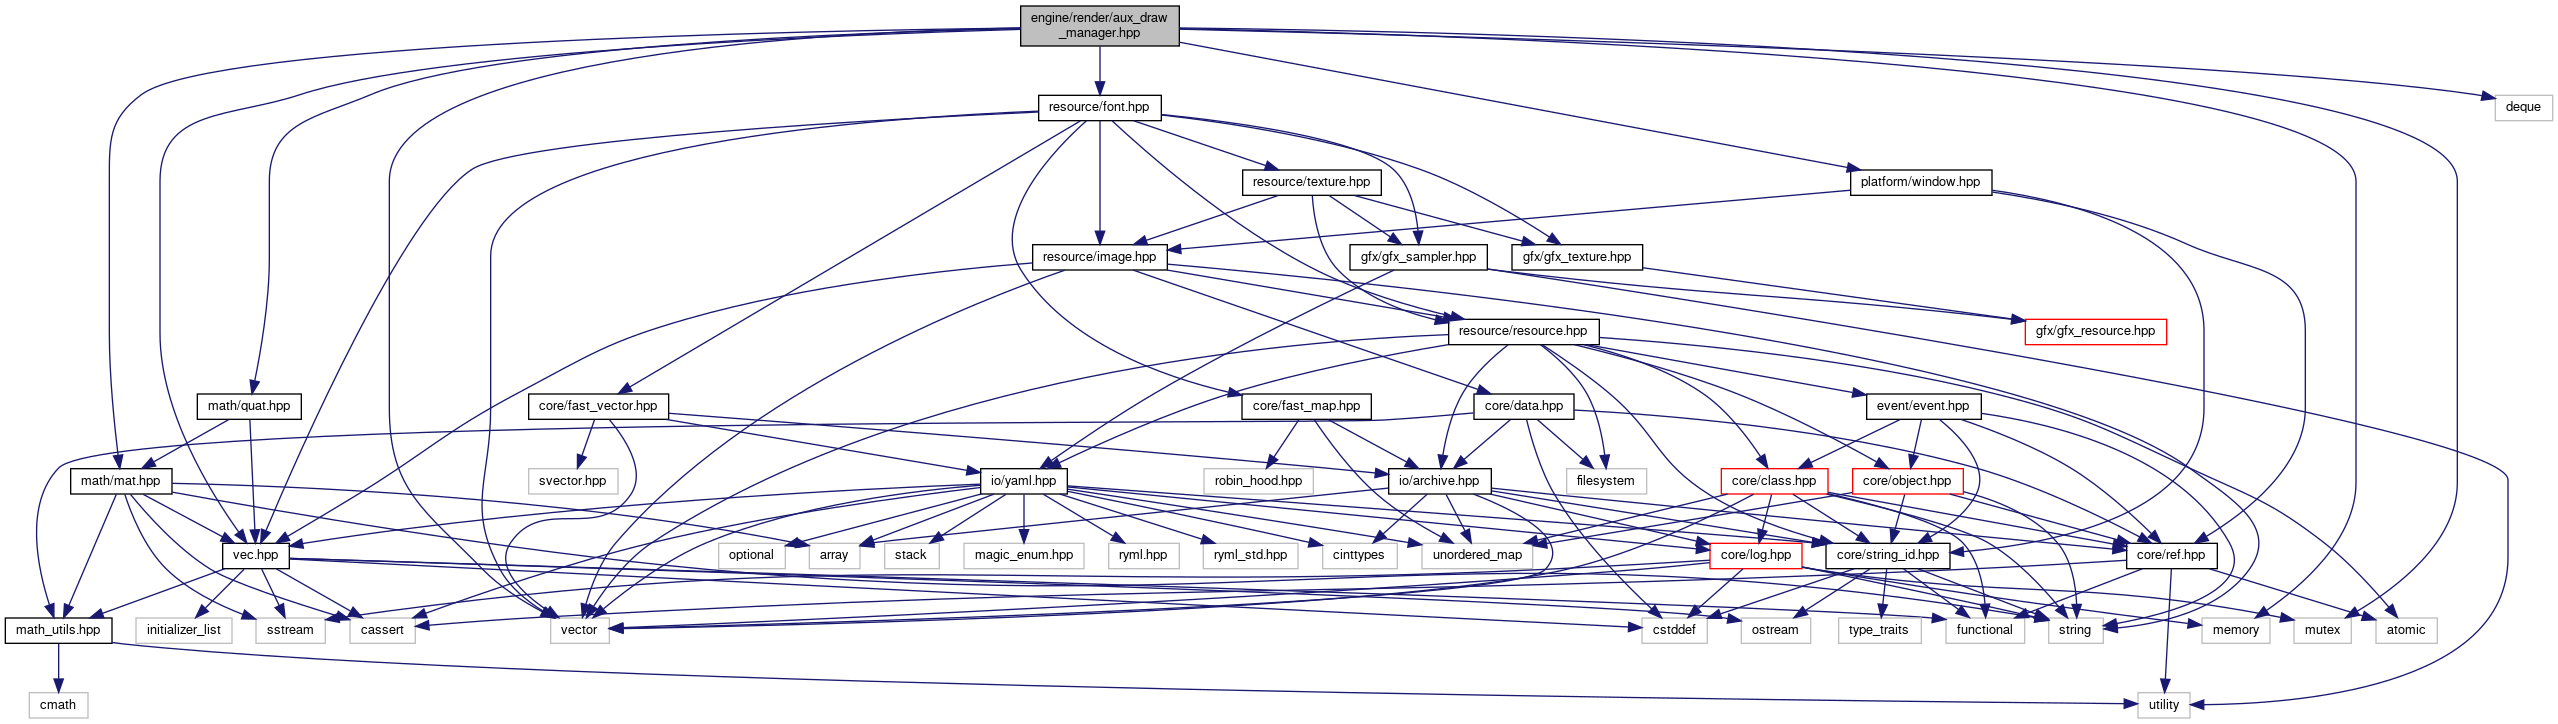 engine/render/aux_draw
_manager.hpp
deque
resource/font.hpp
resource/texture.hpp
platform/window.hpp
resource/image.hpp
gfx/gfx_sampler.hpp
gfx/gfx_texture.hpp
resource/resource.hpp
gfx/gfx_resource.hpp
math/quat.hpp
core/fast_vector.hpp
core/fast_map.hpp
core/data.hpp
event/event.hpp
math/mat.hpp
svector.hpp
io/yaml.hpp
robin_hood.hpp
io/archive.hpp
filesystem
core/class.hpp
core/object.hpp
vec.hpp
optional
array
stack
magic_enum.hpp
ryml.hpp
ryml_std.hpp
cinttypes
unordered_map
core/log.hpp
core/string_id.hpp
core/ref.hpp
math_utils.hpp
initializer_list
sstream
cassert
vector
cstddef
ostream
type_traits
functional
string
memory
mutex
atomic
cmath
utility